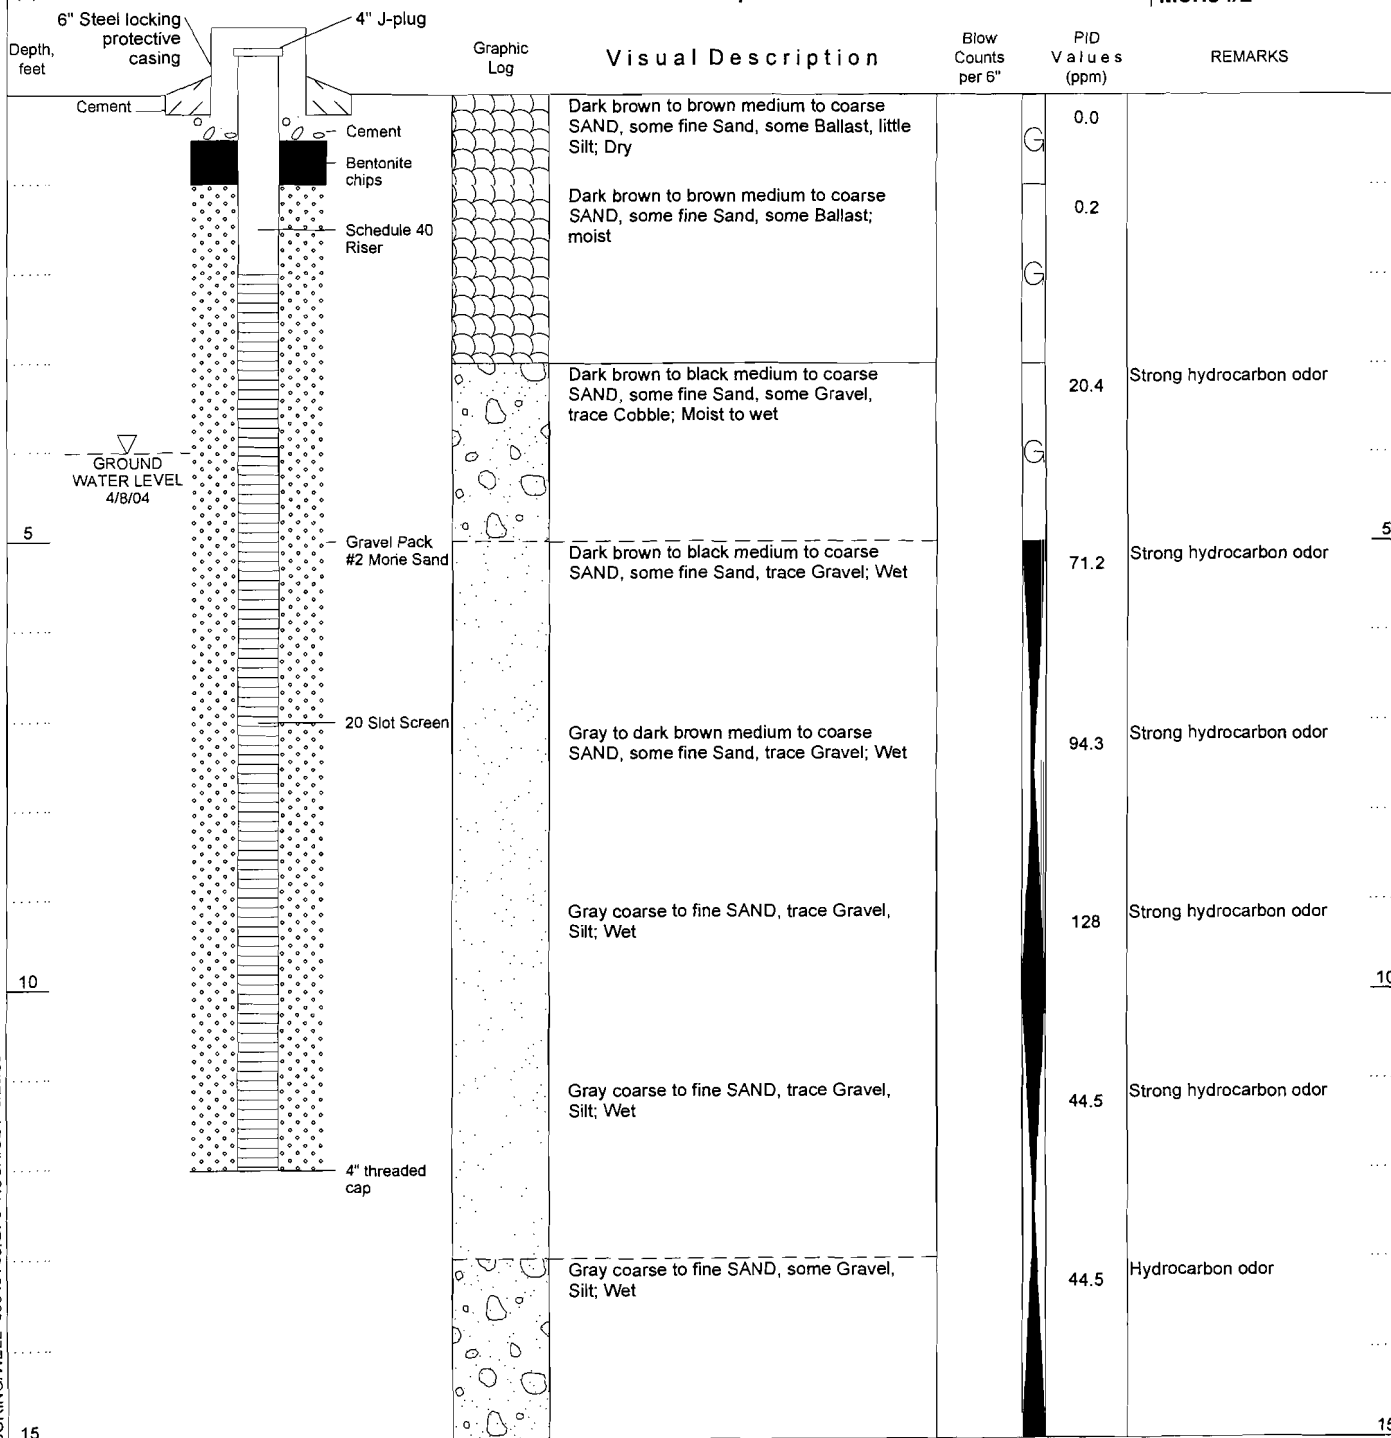 6" Steel locking
protective
casing
4" J-plug
Depth,
feet
Graphic
Log
Visual Description
Blow
Counts
per 6"
PID
Values
(ppm)
REMARKS
Cement
Cement
Bentonite
chips
Schedule 40
Riser
Dark brown to brown medium to coarse
SAND, some fine Sand, some Ballast, little
Silt; Dry
G
0.0
Dark brown to brown medium to coarse
SAND, some fine Sand, some Ballast;
moist
G
0.2
Dark brown to black medium to coarse
SAND, some fine Sand, some Gravel,
trace Cobble; Moist to wet
G
20.4
Strong hydrocarbon odor
GROUND
WATER LEVEL
4/8/04
5
Gravel Pack
#2 Morie Sand
Dark brown to black medium to coarse
SAND, some fine Sand, trace Gravel; Wet
71.2
Strong hydrocarbon odor
5
20 Slot Screen
Gray to dark brown medium to coarse
SAND, some fine Sand, trace Gravel; Wet
94.3
Strong hydrocarbon odor
Gray coarse to fine SAND, trace Gravel,
Silt; Wet
128
Strong hydrocarbon odor
10
10
Gray coarse to fine SAND, trace Gravel,
Silt; Wet
44.5
Strong hydrocarbon odor
4" threaded
cap
Gray coarse to fine SAND, some Gravel,
Silt; Wet
44.5
Hydrocarbon odor
15
15